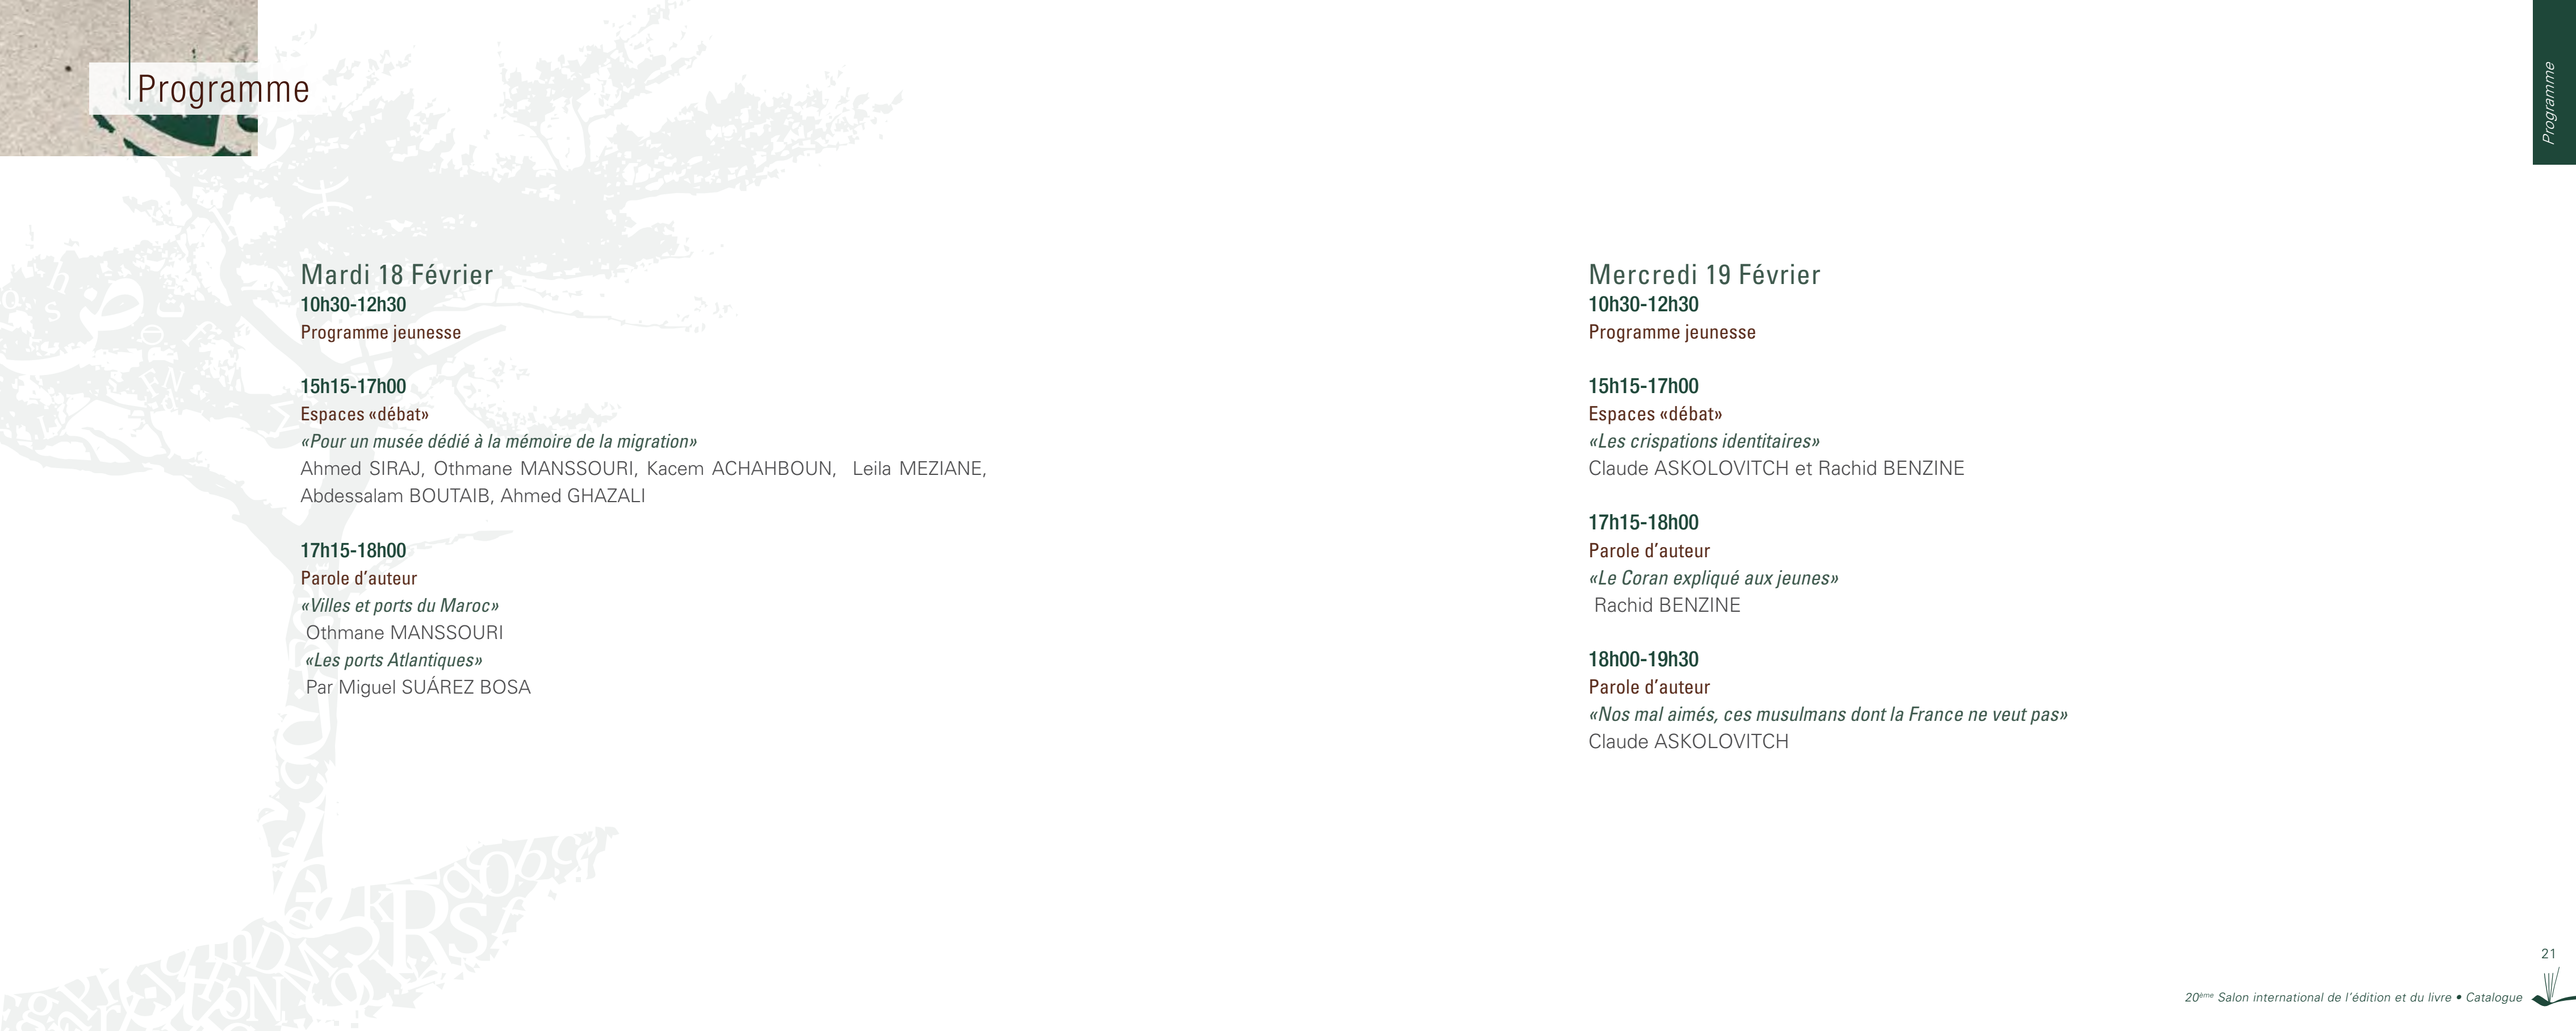 Programme
Mardi 18 Février
10h30-12h30
Programme jeunesse
15h15-17h00
Espaces «débat»
«Pour un musée dédié à la mémoire de la migration»
Ahmed SIRAJ, Othmane MANSSOURI, Kacem ACHAHBOUN, Leila MEZIANE,
Abdessalam BOUTAIB, Ahmed GHAZALI
17h15-18h00
Parole d’auteur
«Villes et ports du Maroc»
Othmane MANSSOURI
«Les ports Atlantiques»
Par Miguel SUÁREZ BOSA
Mercredi 19 Février
10h30-12h30
Programme jeunesse
15h15-17h00
Espaces «débat»
«Les crispations identitaires»
Claude ASKOLOVITCH et Rachid BENZINE
17h15-18h00
Parole d’auteur
«Le Coran expliqué aux jeunes»
Rachid BENZINE
18h00-19h30
Parole d’auteur
«Nos mal aimés, ces musulmans dont la France ne veut pas»
Claude ASKOLOVITCH
Programme
21
20ème Salon international de l’édition et du livre • Catalogue